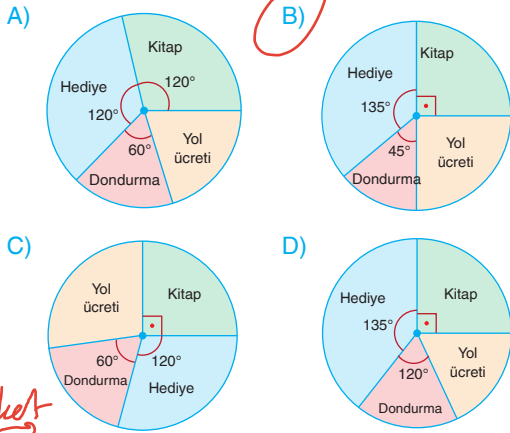 A)
Kitap
120°
Hediye
120°
60°
Yol
ücreti
Dondurma
B)
Kitap
Hediye
135°
45°
Yol
ücreti
Dondurma
C)
Yol
ücreti
Kitap
60°
120°
Dondurma
Hediye
D)
Hediye
Kitap
135°
120°
Yol
ücreti
Dondurma